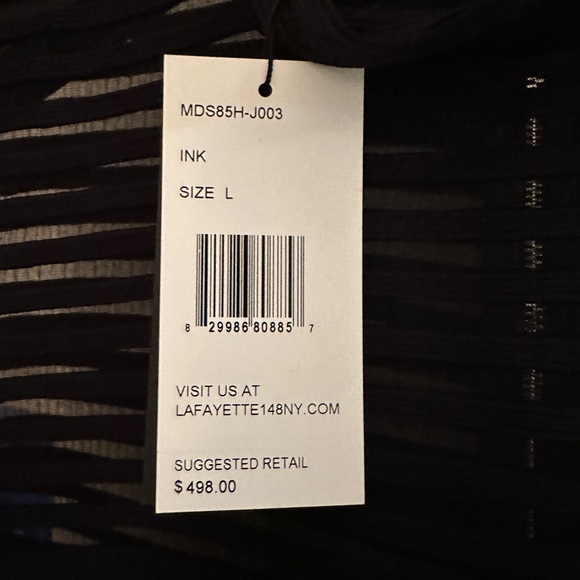 MDS85H-J003
INK
SIZE L
8 29986 80885 7
VISIT US AT
LAFAYETTE148NY.COM
SUGGESTED RETAIL
$498.00